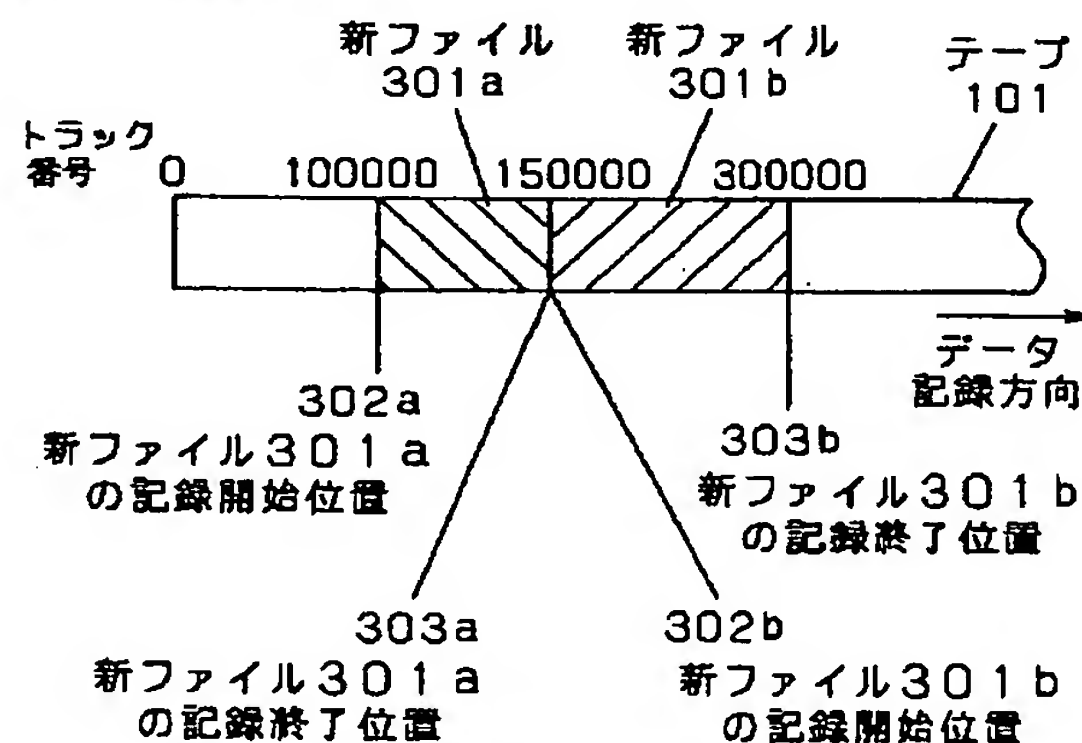 新ファイル
301a
新ファイル
301b
テープ
101
トラック
番号
0
100000
150000
300000
データ
記録方向
302a
新ファイル301a
の記録開始位置
303b
新ファイル301b
の記録終了位置
303a
新ファイル301a
の記録終了位置
302b
新ファイル301b
の記録開始位置